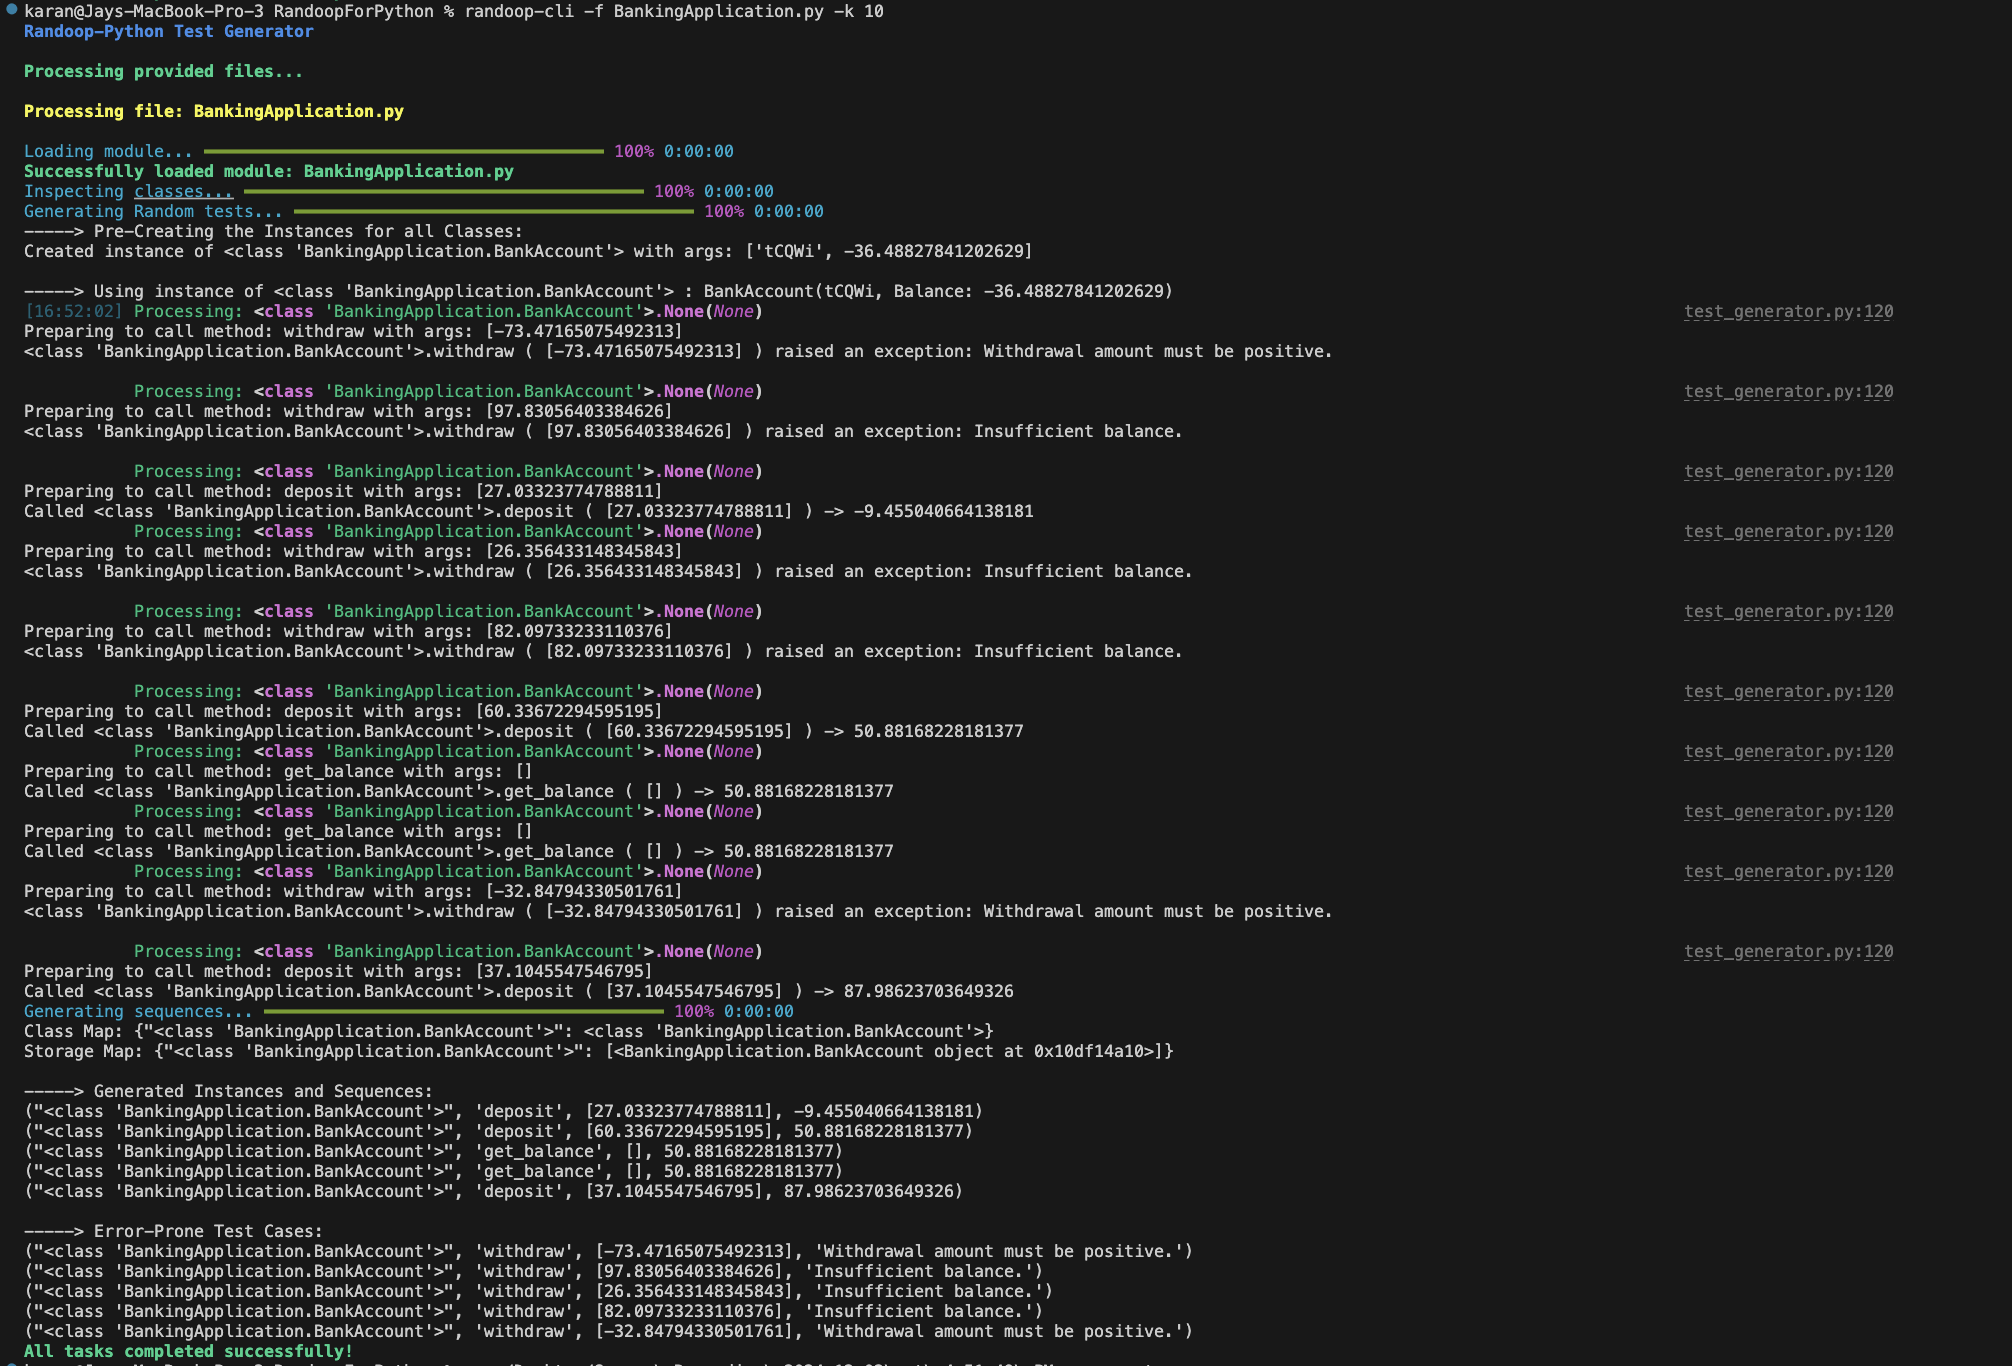 karan@Jays-MacBook-Pro-3 RandoopForPython % randoop-cli -f BankingApplication.py -k 10
Randoop-Python Test Generator
Processing provided files...
Processing file: BankingApplication.py
Loading module... 100% 0:00:00
Successfully loaded module: BankingApplication.py
Inspecting classes... 100% 0:00:00
Generating Random tests... 100% 0:00:00
-----> Pre-Creating the Instances for all Classes:
Created instance of <class 'BankingApplication.BankAccount'> with args: ['tCQWi', -36.48827841202629]
-----> Using instance of <class 'BankingApplication.BankAccount'> : BankAccount(tCQWi, Balance: -36.48827841202629)
[16:52:02] Processing: <class 'BankingApplication.BankAccount'>.None(None) test_generator.py:120
Preparing to call method: withdraw with args: [-73.47165075492313]
<class 'BankingApplication.BankAccount'>.withdraw ( [-73.47165075492313] ) raised an exception: Withdrawal amount must be positive.
Processing: <class 'BankingApplication.BankAccount'>.None(None) test_generator.py:120
Preparing to call method: withdraw with args: [97.83056403384626]
<class 'BankingApplication.BankAccount'>.withdraw ( [97.83056403384626] ) raised an exception: Insufficient balance.
Processing: <class 'BankingApplication.BankAccount'>.None(None) test_generator.py:120
Preparing to call method: deposit with args: [27.03323774788811]
Called <class 'BankingApplication.BankAccount'>.deposit ( [27.03323774788811] ) -> -9.455040664138181
Processing: <class 'BankingApplication.BankAccount'>.None(None) test_generator.py:120
Preparing to call method: withdraw with args: [26.356433148345843]
<class 'BankingApplication.BankAccount'>.withdraw ( [26.356433148345843] ) raised an exception: Insufficient balance.
Processing: <class 'BankingApplication.BankAccount'>.None(None) test_generator.py:120
Preparing to call method: withdraw with args: [82.09733233110376]
<class 'BankingApplication.BankAccount'>.withdraw ( [82.09733233110376] ) raised an exception: Insufficient balance.
Processing: <class 'BankingApplication.BankAccount'>.None(None) test_generator.py:120
Preparing to call method: deposit with args: [60.33672294595195]
Called <class 'BankingApplication.BankAccount'>.deposit ( [60.33672294595195] ) -> 50.88168228181377
Processing: <class 'BankingApplication.BankAccount'>.None(None) test_generator.py:120
Preparing to call method: get_balance with args: []
Called <class 'BankingApplication.BankAccount'>.get_balance ( [] ) -> 50.88168228181377
Processing: <class 'BankingApplication.BankAccount'>.None(None) test_generator.py:120
Preparing to call method: get_balance with args: []
Called <class 'BankingApplication.BankAccount'>.get_balance ( [] ) -> 50.88168228181377
Processing: <class 'BankingApplication.BankAccount'>.None(None) test_generator.py:120
Preparing to call method: withdraw with args: [-32.84794330501761]
<class 'BankingApplication.BankAccount'>.withdraw ( [-32.84794330501761] ) raised an exception: Withdrawal amount must be positive.
Processing: <class 'BankingApplication.BankAccount'>.None(None) test_generator.py:120
Preparing to call method: deposit with args: [37.1045547546795]
Called <class 'BankingApplication.BankAccount'>.deposit ( [37.1045547546795] ) -> 87.98623703649326
Generating sequences... 100% 0:00:00
Class Map: {"<class 'BankingApplication.BankAccount'>": <class 'BankingApplication.BankAccount'>}
Storage Map: {"<class 'BankingApplication.BankAccount'>": [<BankingApplication.BankAccount object at 0x10df14a10>]}
-----> Generated Instances and Sequences:
("<class 'BankingApplication.BankAccount'>", 'deposit', [27.03323774788811], -9.455040664138181)
("<class 'BankingApplication.BankAccount'>", 'deposit', [60.33672294595195], 50.88168228181377)
("<class 'BankingApplication.BankAccount'>", 'get_balance', [], 50.88168228181377)
("<class 'BankingApplication.BankAccount'>", 'get_balance', [], 50.88168228181377)
("<class 'BankingApplication.BankAccount'>", 'deposit', [37.1045547546795], 87.98623703649326)
-----> Error-Prone Test Cases:
("<class 'BankingApplication.BankAccount'>", 'withdraw', [-73.47165075492313], 'Withdrawal amount must be positive.')
("<class 'BankingApplication.BankAccount'>", 'withdraw', [97.83056403384626], 'Insufficient balance.')
("<class 'BankingApplication.BankAccount'>", 'withdraw', [26.356433148345843], 'Insufficient balance.')
("<class 'BankingApplication.BankAccount'>", 'withdraw', [82.09733233110376], 'Insufficient balance.')
("<class 'BankingApplication.BankAccount'>", 'withdraw', [-32.84794330501761], 'Withdrawal amount must be positive.')
All tasks completed successfully!